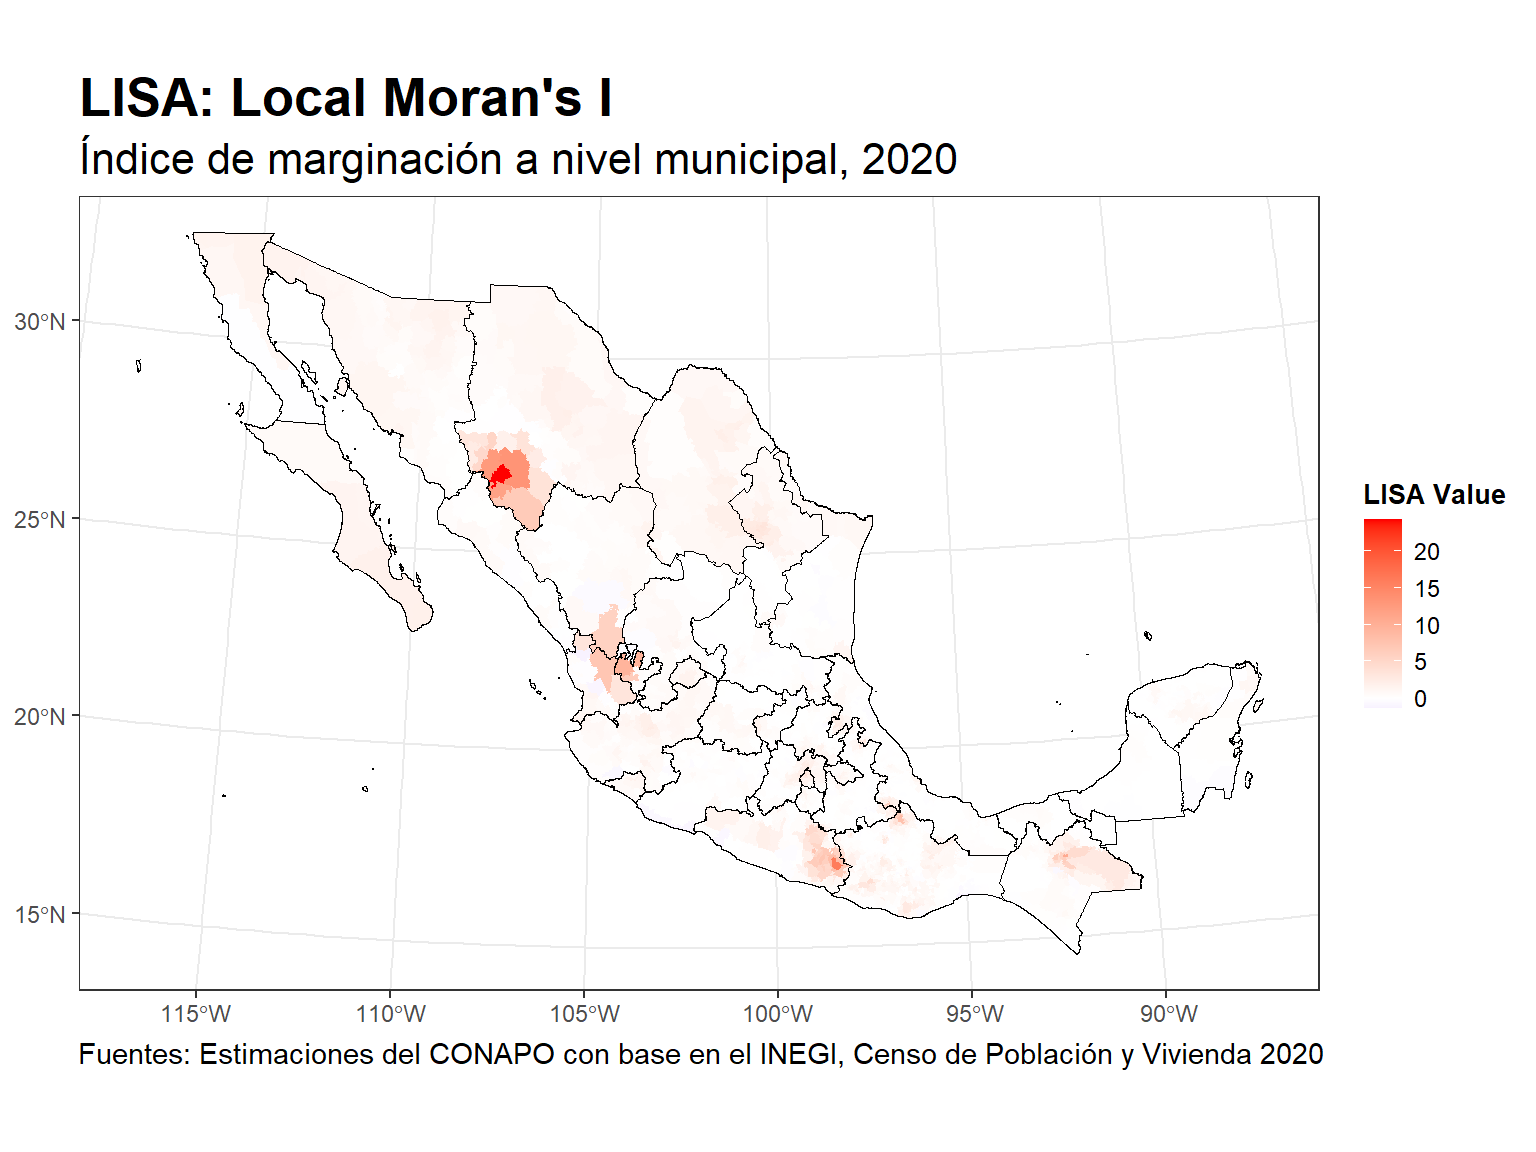 LISA: Local Moran's I
Índice de marginación a nivel municipal, 2020
30°N
25°N
20°N
15°N
115°W
110°W
105°W
100°W
95°W
90°W
LISA Value
20
15
10
5
0
Fuentes: Estimaciones del CONAPO con base en el INEGI, Censo de Población y Vivienda 2020